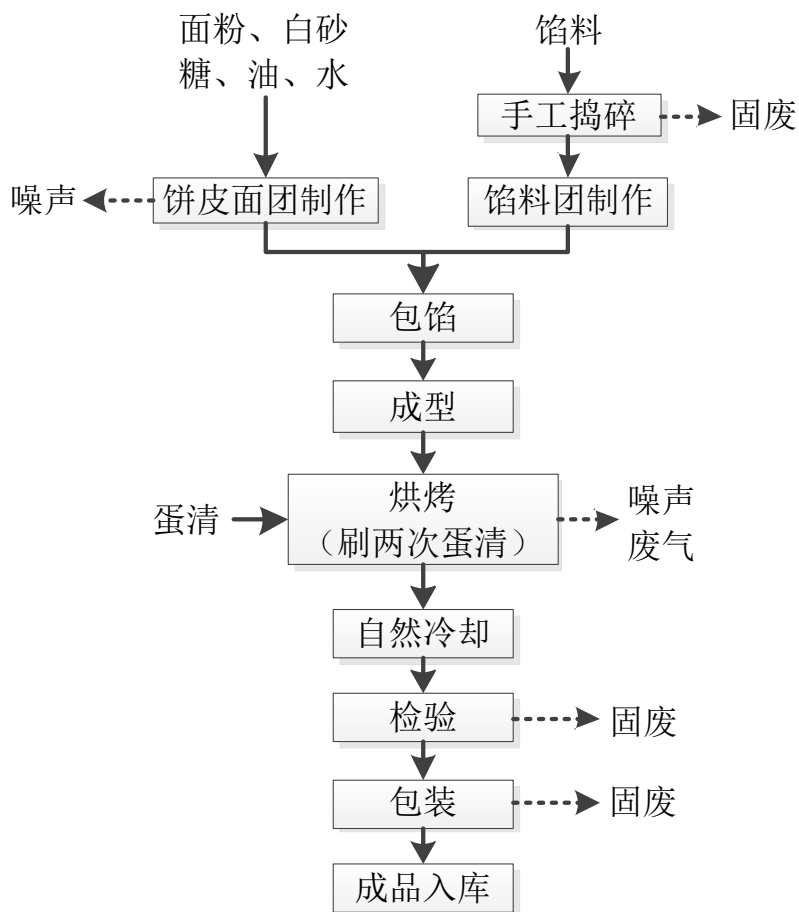 面粉、白砂
糖、油、水
馅料
手工捣碎
固废
噪声
饼皮面团制作
馅料团制作
包馅
成型
蛋清
烘烤
（刷两次蛋清）
噪声
废气
自然冷却
检验
固废
包装
固废
成品入库